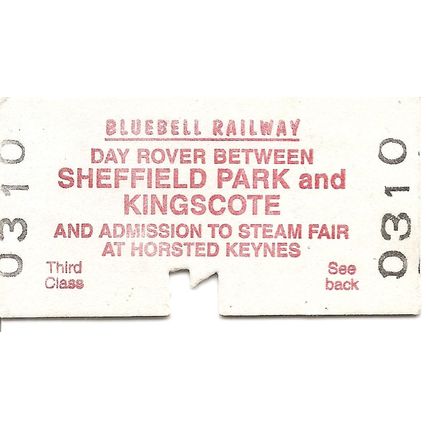 BLUEBELL RAILWAY
DAY ROVER BETWEEN
SHEFFIELD PARK and
KINGSCOTE
AND ADMISSION TO STEAM FAIR
AT HORSTED KEYNES
Third
Class
See
back
0310
0310